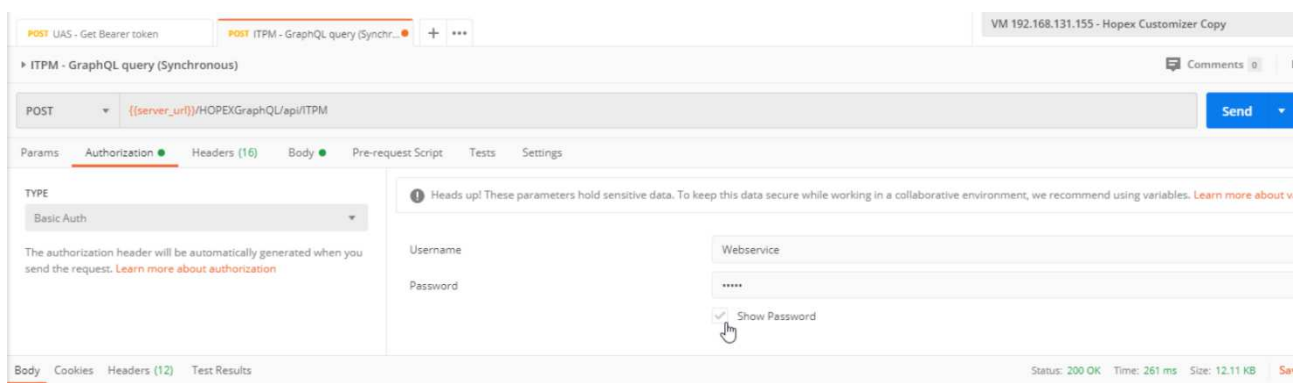 POST UAS - Get Bearer token POST ITPM - GraphQL query (Synchr... + ••• VM 192.168.131.155 - Hopex Customizer Copy
ITPM - GraphQL query (Synchronous) Comments 0
POST {{server_url}}/HOPEXGraphQL/api/ITPM Send
Params Authorization Headers (16) Body Pre-request Script Tests Settings
TYPE
Heads up! These parameters hold sensitive data. To keep this data secure while working in a collaborative environment, we recommend using variables. Learn more about v
Basic Auth
The authorization header will be automatically generated when you
send the request. Learn more about authorization
Username Webservice
Password •••••
Show Password
Body Cookies Headers (12) Test Results Status: 200 OK Time: 261 ms Size: 12.11 KB Sa